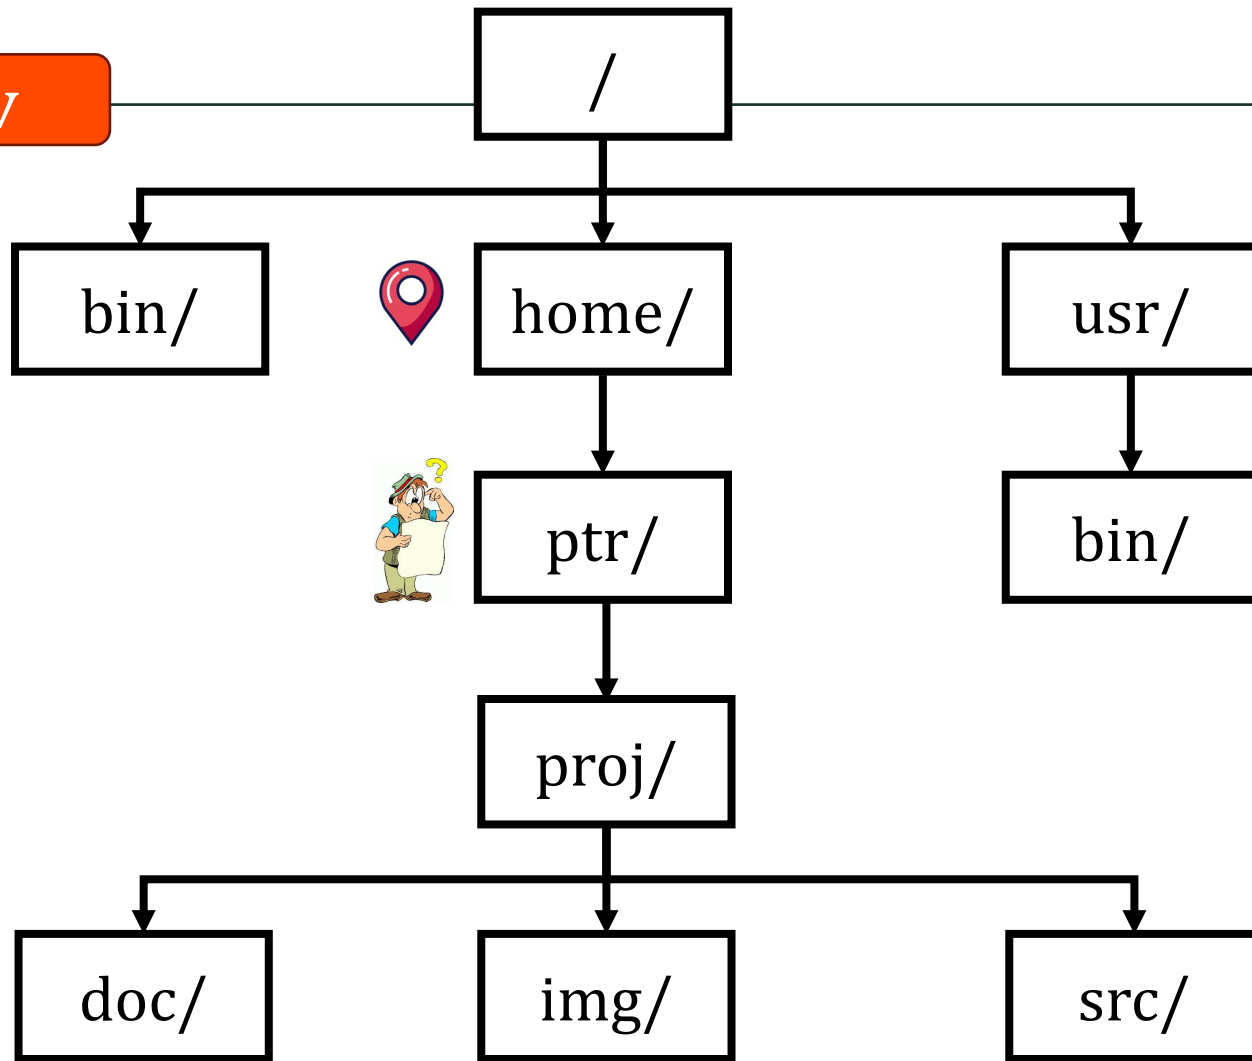 /
bin/
home/
usr/
ptr/
?
bin/
proj/
doc/
img/
src/